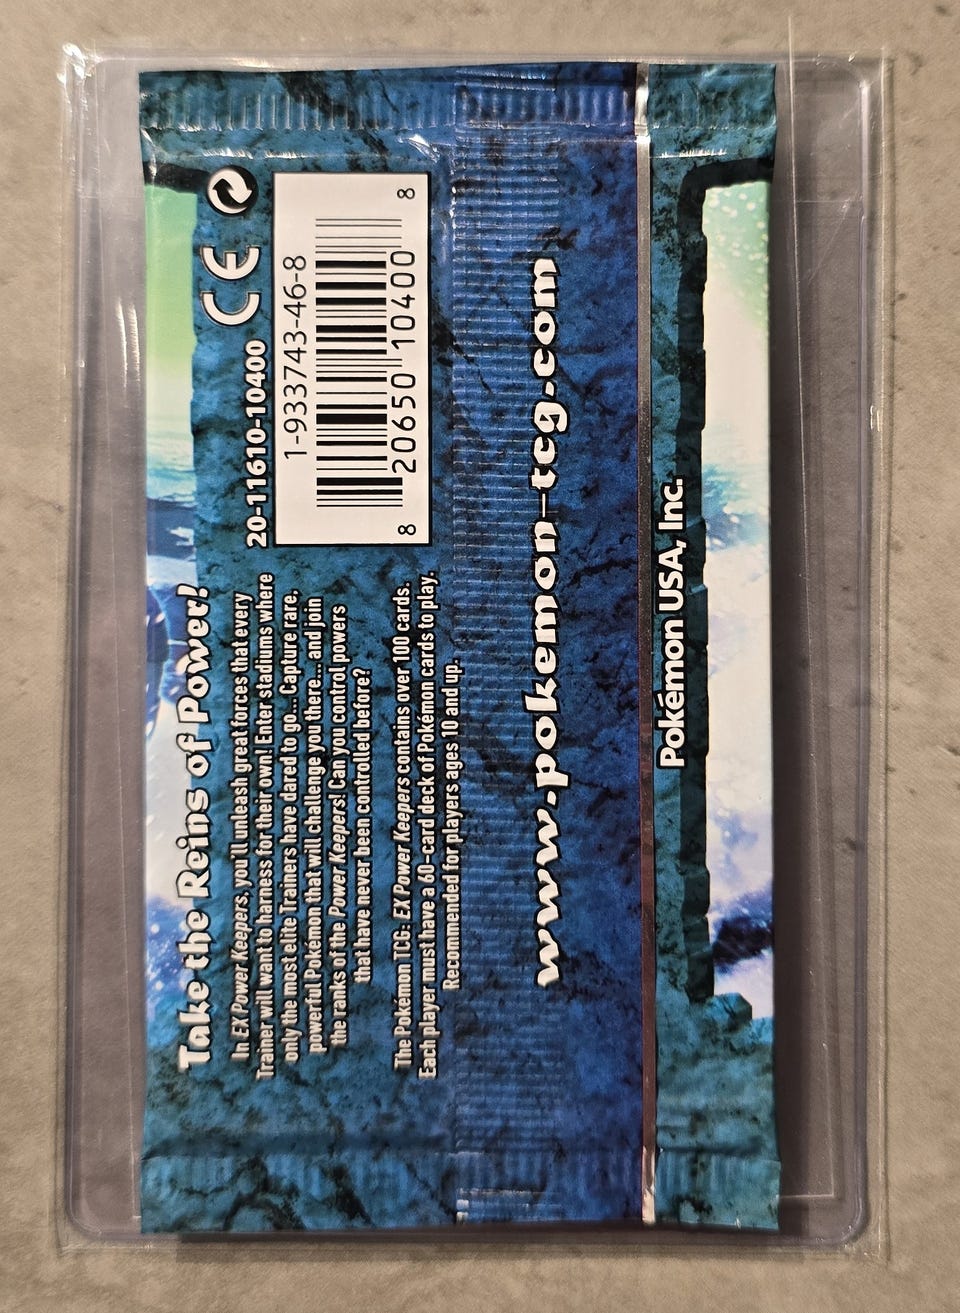 Take the Reins of Power!
In EX Power Keepers, you'll unleash great forces that every
Trainer will want to harness for their own! Enter stadiums where
only the most elite Trainers have dared to go...Capture rare,
powerful Pokémon that will challenge you there...and join
the ranks of the Power Keepers! Can you control powers
that have never been controlled before?
The Pokémon TCG: EX Power Keepers contains over 100 cards.
Each player must have a 60-card deck of Pokémon cards to play.
Recommended for players ages 10 and up.
CE
20-11610-10400
1-933743-46-8
8 20650 10400 8
www.pokemon-tcg.com
Pokémon USA, Inc.